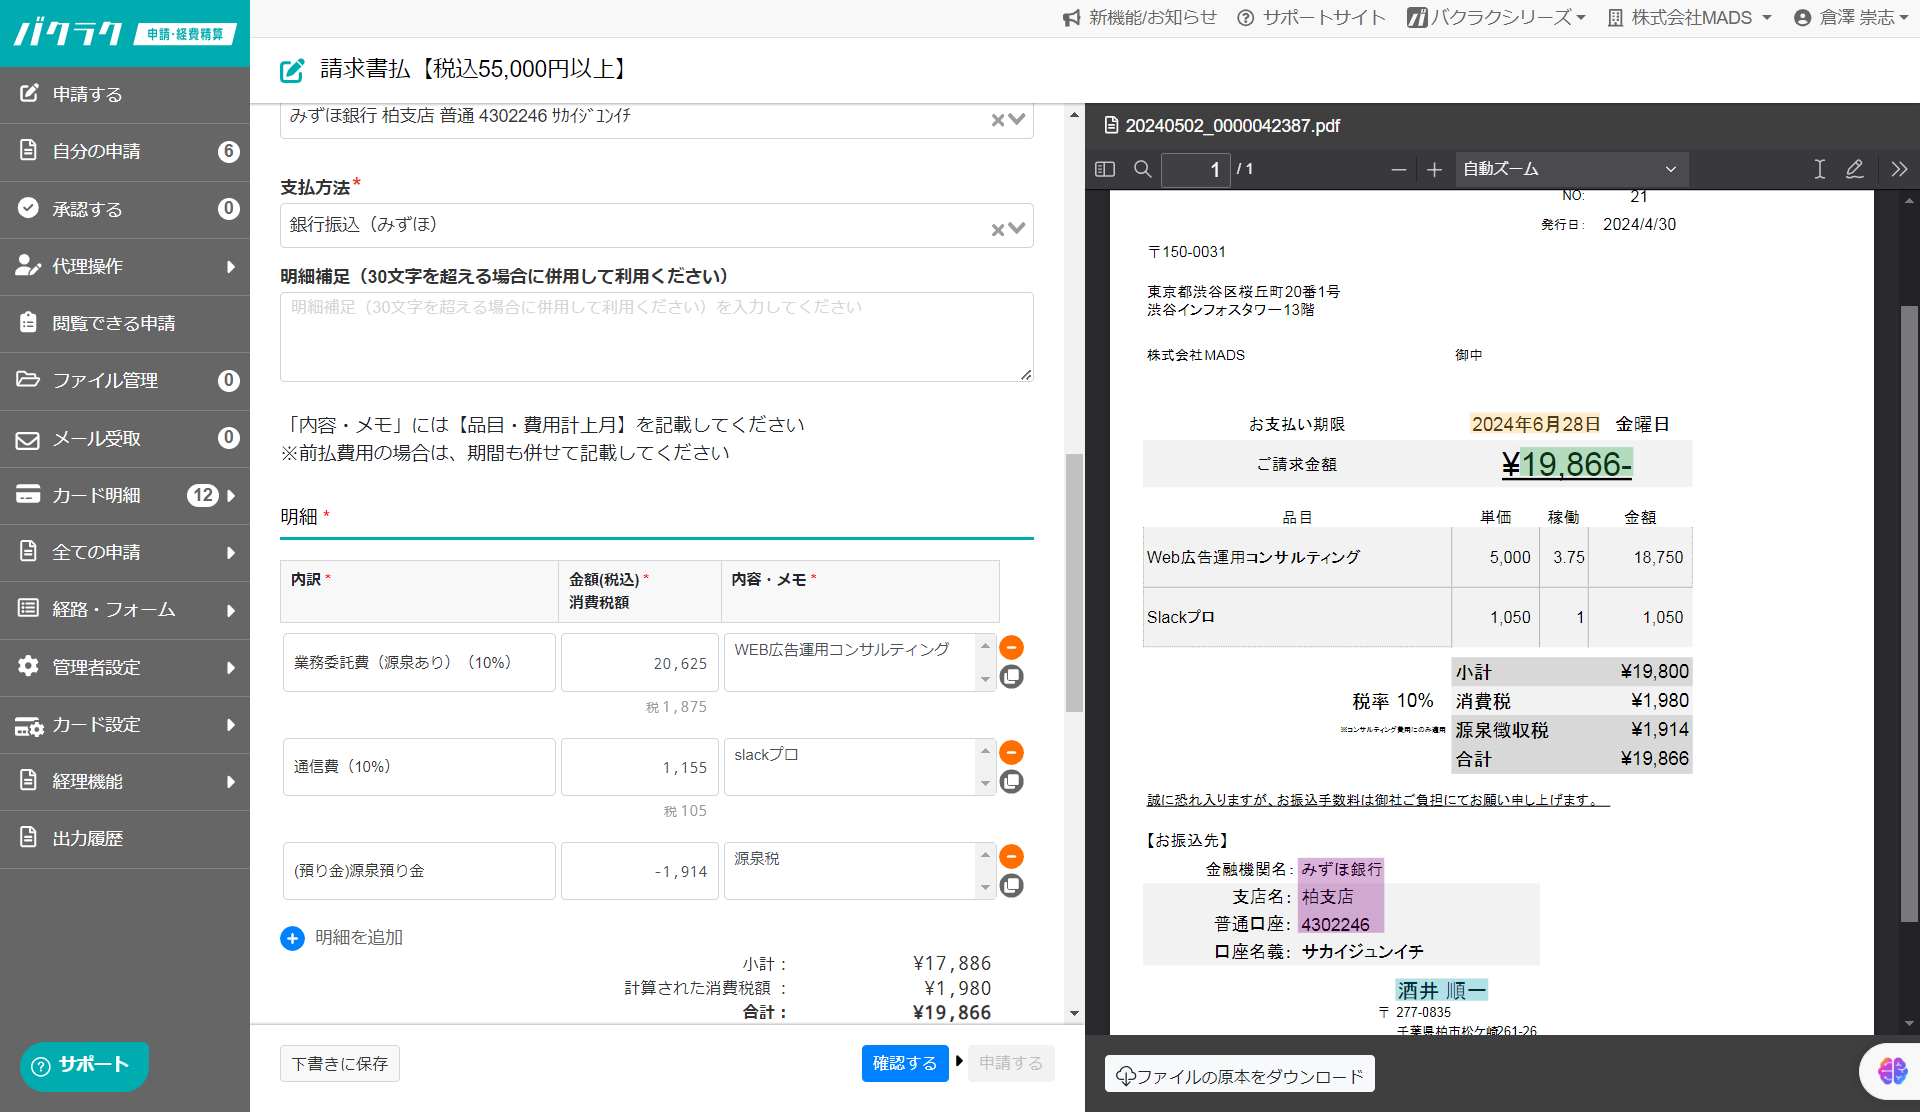 バクラク 申請・経費精算
新機能/お知らせ
サポートサイト
バクラクシリーズ
株式会社MADS
倉澤 崇志
申請する
自分の申請 6
承認する 0
代理操作
閲覧できる申請
ファイル管理 0
メール受取 0
カード明細 12
全ての申請
経路・フォーム
管理者設定
カード設定
経理機能
出力履歴
サポート
請求書払【税込55,000円以上】
みずほ銀行 柏支店 普通 4302246 ｻｶｲｼﾞﾕﾝｲﾁ
支払方法*
銀行振込（みずほ）
明細補足（30文字を超える場合に併用して利用ください）
明細補足（30文字を超える場合に併用して利用ください）を入力してください
「内容・メモ」には【品目・費用計上月】を記載してください
※前払費用の場合は、期間も併せて記載してください
明細 *
内訳 * 金額(税込) * 内容・メモ *
消費税額
業務委託費（源泉あり）（10%） 20,625 WEB広告運用コンサルティング
税 1,875
通信費（10%） 1,155 slackプロ
税 105
(預り金)源泉預り金 -1,914 源泉税
明細を追加
小計： ¥17,886
計算された消費税額 ： ¥1,980
合計： ¥19,866
下書きに保存
確認する
申請する
20240502_0000042387.pdf
1 / 1
自動ズーム
NO: 21
発行日: 2024/4/30
〒150-0031
東京都渋谷区桜丘町20番1号
渋谷インフォスタワー13階
株式会社MADS 御中
お支払い期限 2024年6月28日 金曜日
ご請求金額 ¥19,866-
品目 単価 稼働 金額
Web広告運用コンサルティング 5,000 3.75 18,750
Slackプロ 1,050 1 1,050
小計 ¥19,800
税率 10% 消費税 ¥1,980
※コンサルティング費用にのみ適用 源泉徴収税 ¥1,914
合計 ¥19,866
誠に恐れ入りますが、お振込手数料は御社ご負担にてお願い申し上げます。
【お振込先】
金融機関名: みずほ銀行
支店名: 柏支店
普通口座: 4302246
口座名義: サカイジュンイチ
酒井 順一
〒 277-0835
千葉県柏市松ケ崎261-26
ファイルの原本をダウンロード